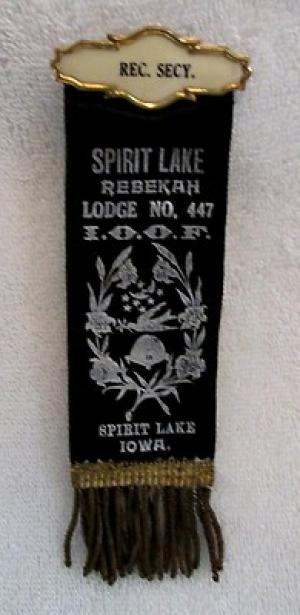 REC. SECY.
SPIRIT LAKE
REBEKAH
LODGE NO. 447
I.O.O.F.
SPIRIT LAKE
IOWA.